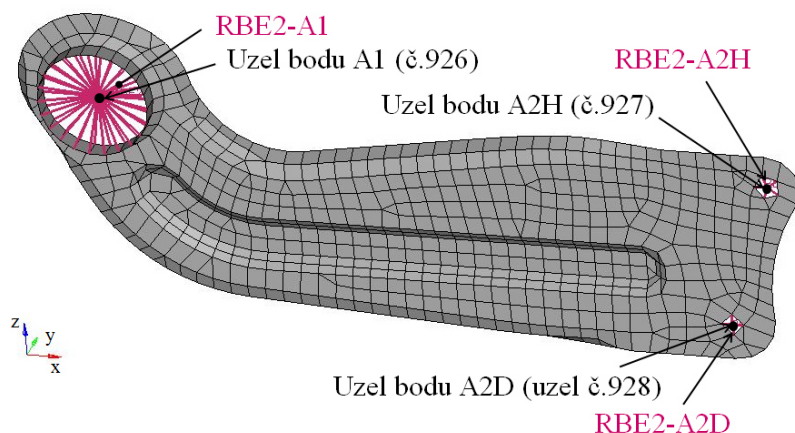 RBE2-A1
Uzel bodu A1 (č.926)
RBE2-A2H
Uzel bodu A2H (č.927)
z
y
x
Uzel bodu A2D (uzel č.928)
RBE2-A2D